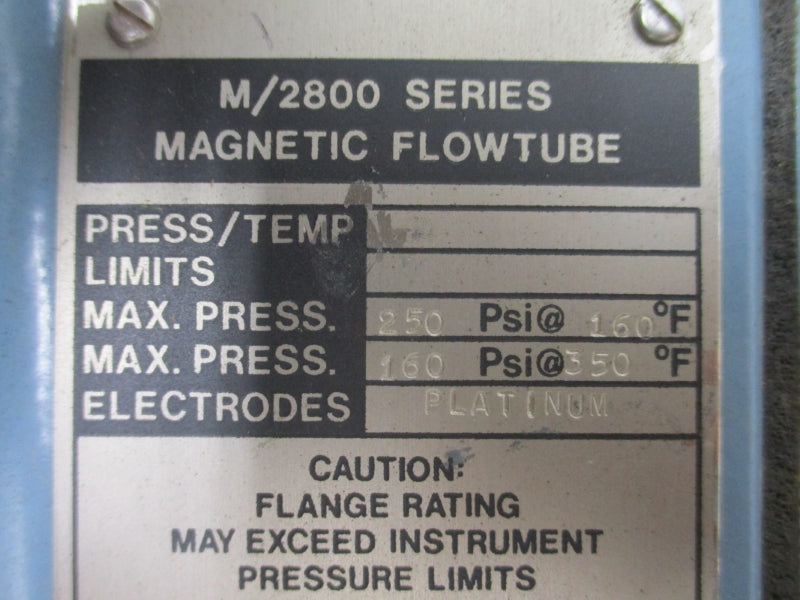 M/2800 SERIES
MAGNETIC FLOWTUBE
PRESS/TEMP
LIMITS
MAX. PRESS. 250 Psi@ 160 °F
MAX. PRESS. 160 Psi@ 350 °F
ELECTRODES PLATINUM
CAUTION:
FLANGE RATING
MAY EXCEED INSTRUMENT
PRESSURE LIMITS